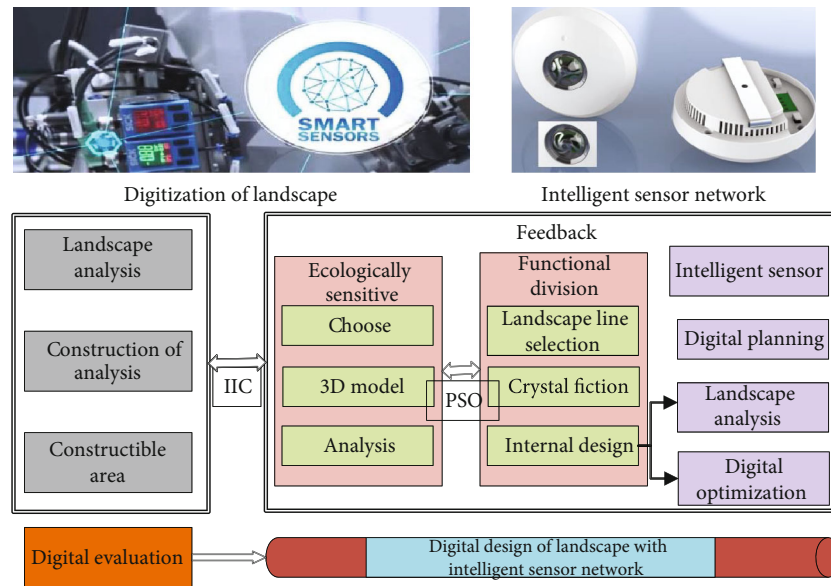 SMART
SENSORS
Digitization of landscape
Intelligent sensor network
Landscape
analysis
Construction of
analysis
Constructible
area
IIC
Feedback
Ecologically
sensitive
Choose
3D model
Analysis
PSO
Functional
division
Landscape line
selection
Crystal fiction
Internal design
Intelligent sensor
Digital planning
Landscape
analysis
Digital
optimization
Digital evaluation
Digital design of landscape with
intelligent sensor network